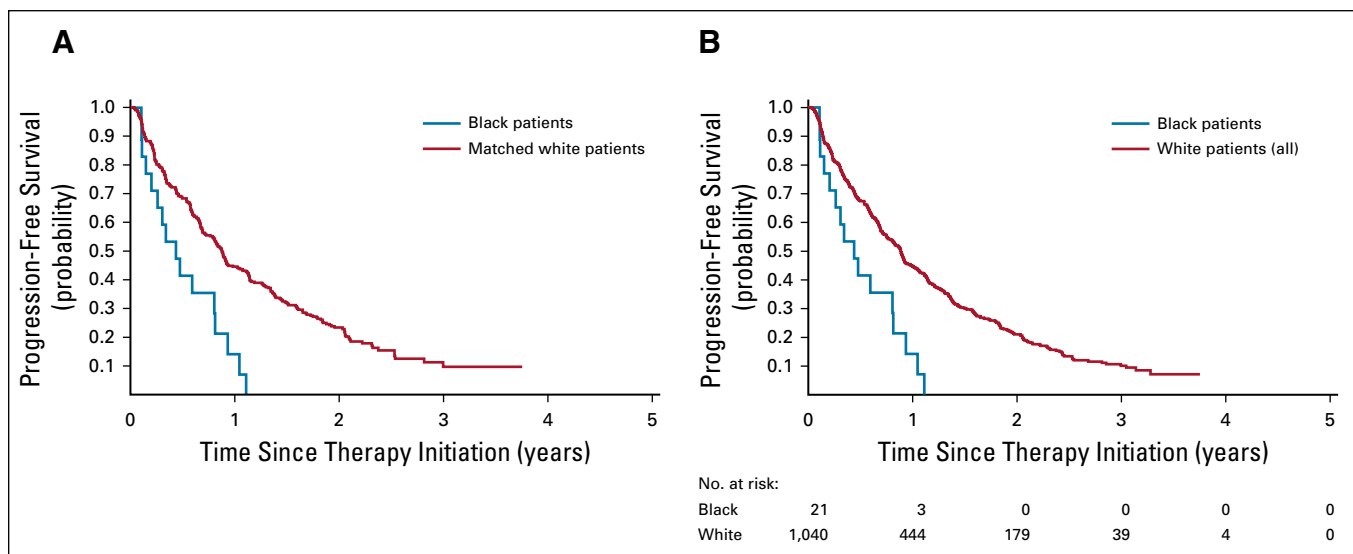 A
Progression-Free Survival
(probability)
1.0
0.9
0.8
0.7
0.6
0.5
0.4
0.3
0.2
0.1
Black patients
Matched white patients
0 1 2 3 4 5
Time Since Therapy Initiation (years)
B
Progression-Free Survival
(probability)
1.0
0.9
0.8
0.7
0.6
0.5
0.4
0.3
0.2
0.1
Black patients
White patients (all)
0 1 2 3 4 5
Time Since Therapy Initiation (years)
No. at risk:
Black 21 3 0 0 0 0
White 1,040 444 179 39 4 0